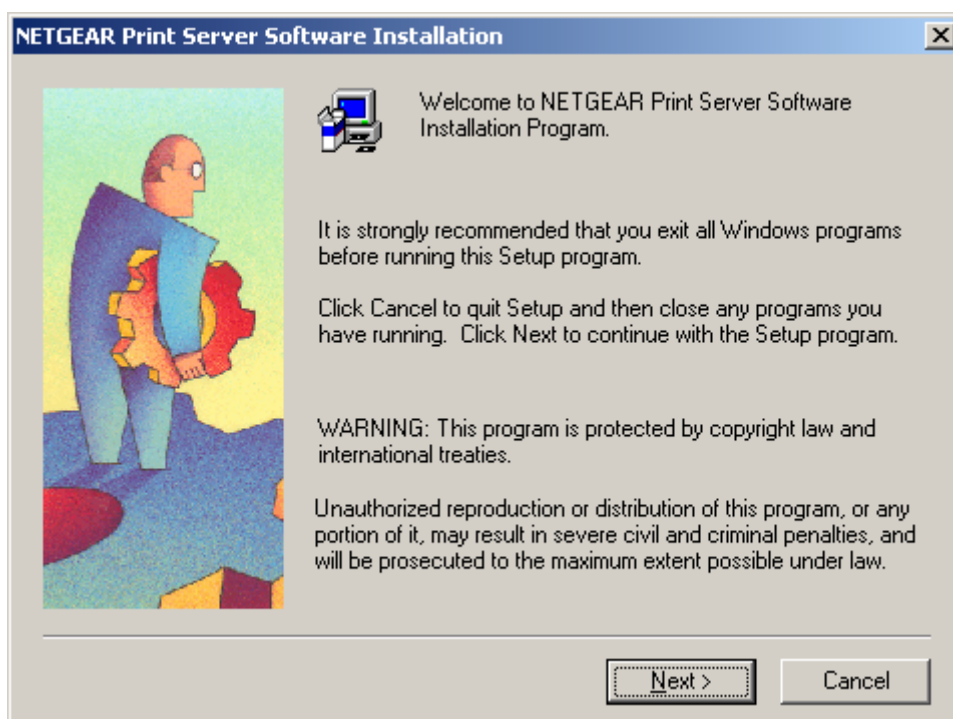 NETGEAR Print Server Software Installation
Welcome to NETGEAR Print Server Software
Installation Program.
It is strongly recommended that you exit all Windows programs
before running this Setup program.
Click Cancel to quit Setup and then close any programs you
have running.  Click Next to continue with the Setup program.
WARNING: This program is protected by copyright law and
international treaties.
Unauthorized reproduction or distribution of this program, or any
portion of it, may result in severe civil and criminal penalties, and
will be prosecuted to the maximum extent possible under law.
Next >
Cancel